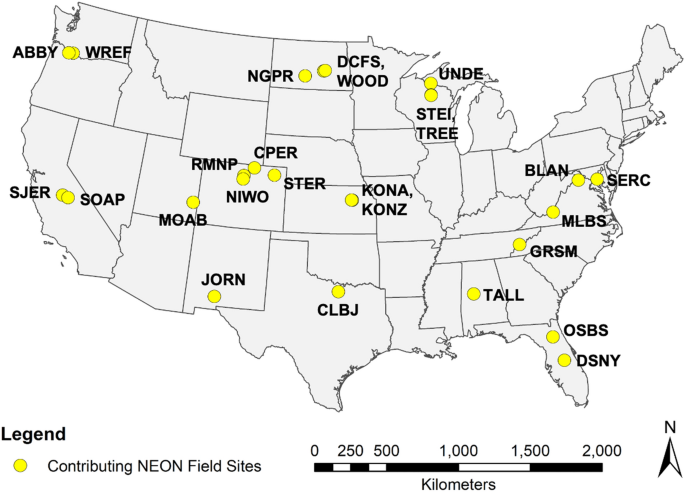 ABBY
WREF
NGPR
DCFS,
WOOD
UNDE
STEI,
TREE
CPER
RMNP
NIWO
STER
KONA,
KONZ
BLAN
SERC
SJER
SOAP
MOAB
MLBS
GRSM
JORN
CLBJ
TALL
OSBS
DSNY
Legend
Contributing NEON Field Sites
0 250 500 1,000 1,500 2,000
Kilometers
N